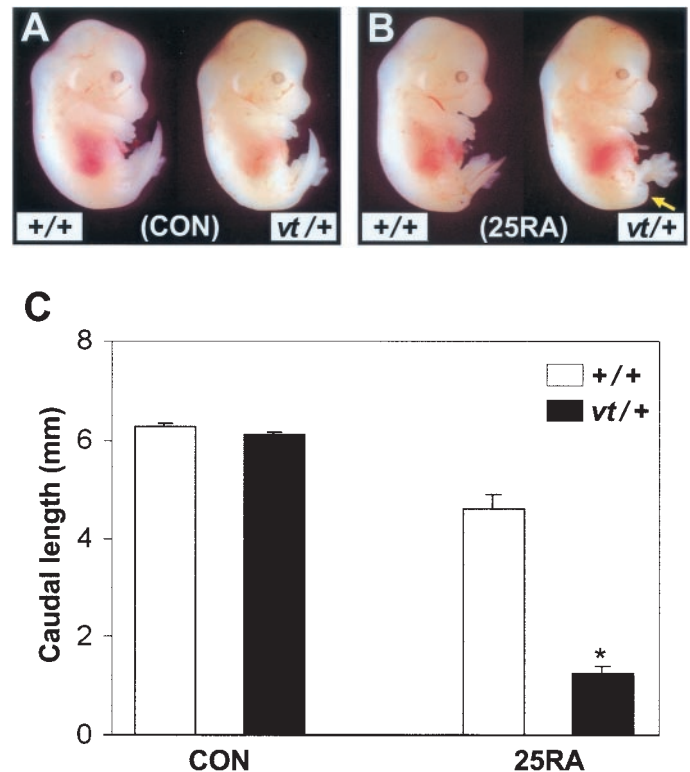 A
B
+/+
(CON)
vt/+
+/+
(25RA)
vt/+
C
8
6
4
2
0
Caudal length (mm)
+/+
vt/+
*
CON
25RA